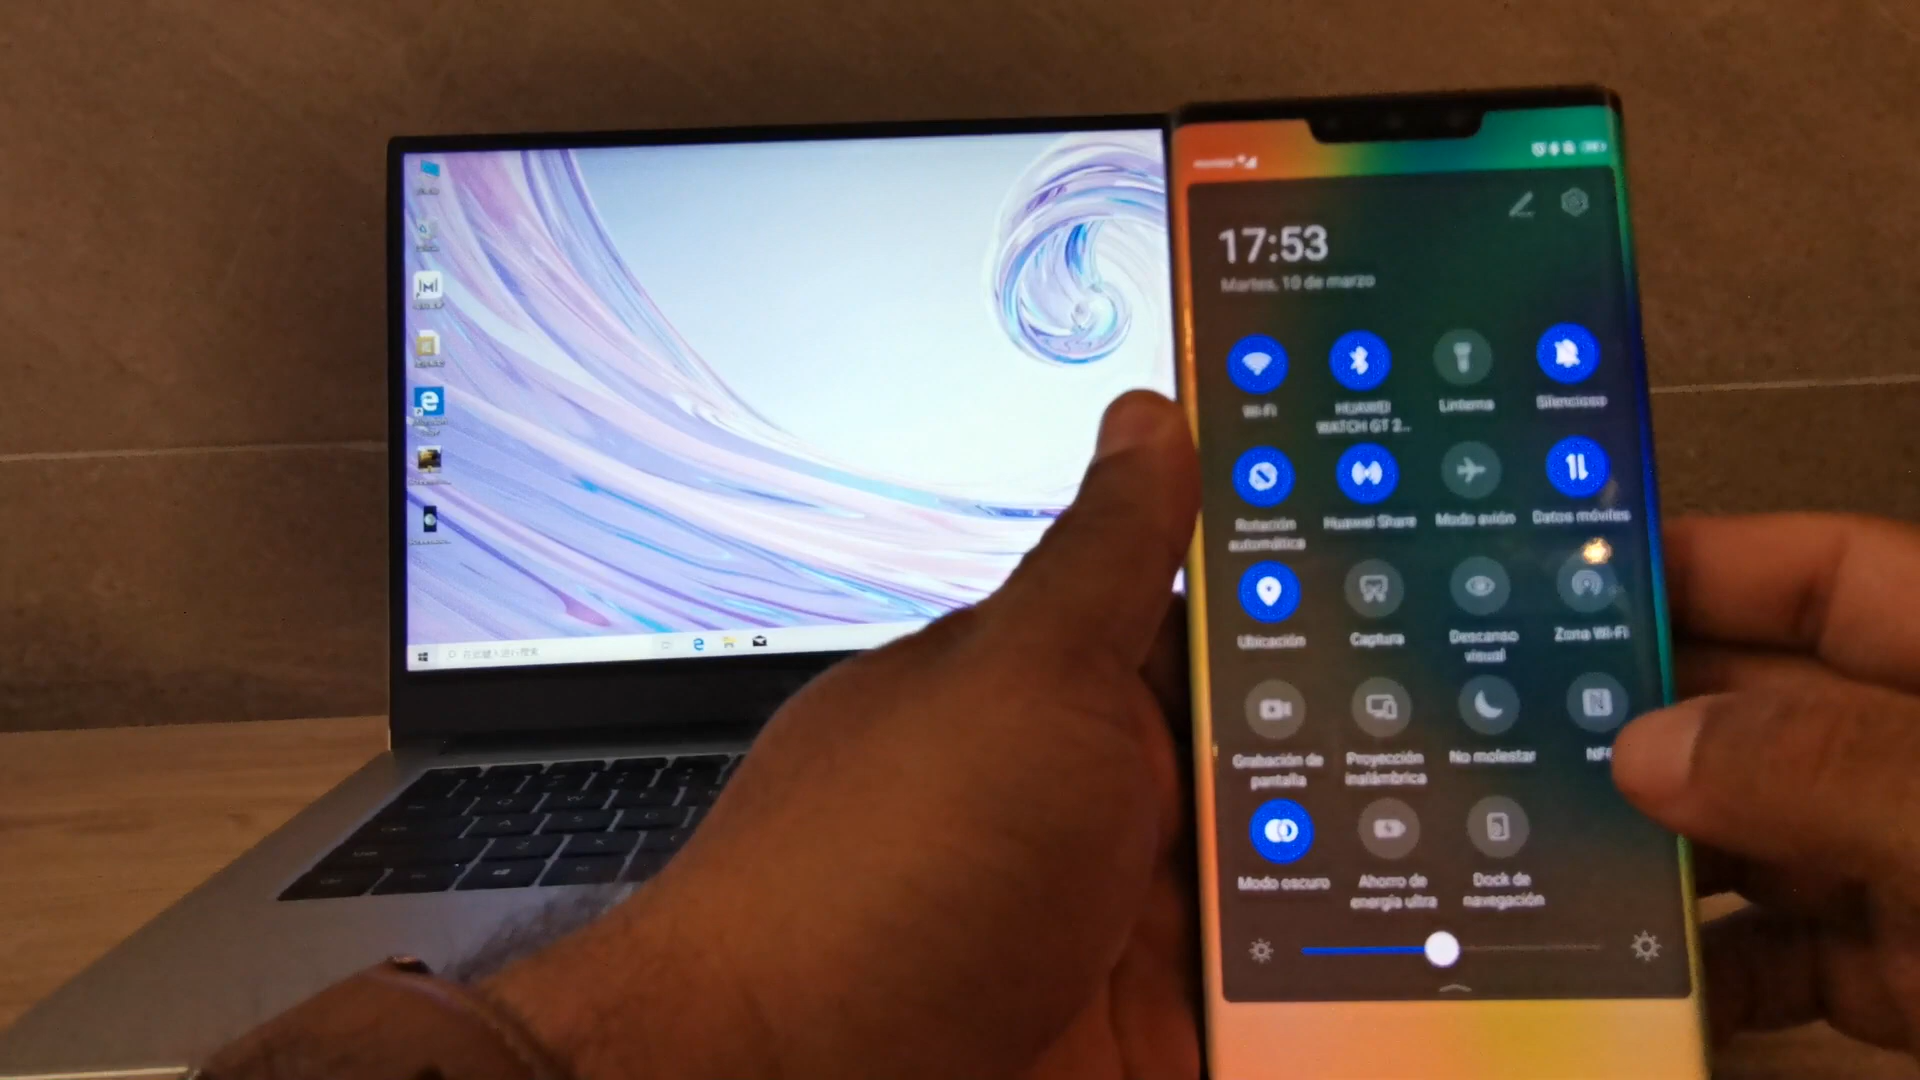 17:53
Martes, 10 de marzo
Wi-Fi
HUAWEI
WATCH GT 2...
Linterna
Silencioso
Rotación
automática
Huawei Share
Modo avión
Datos móviles
Ubicación
Captura
Descanso
visual
Zona Wi-Fi
Grabación de
pantalla
Proyección
inalámbrica
No molestar
Modo oscuro
Ahorro de
energía ultra
Dock de
navegación